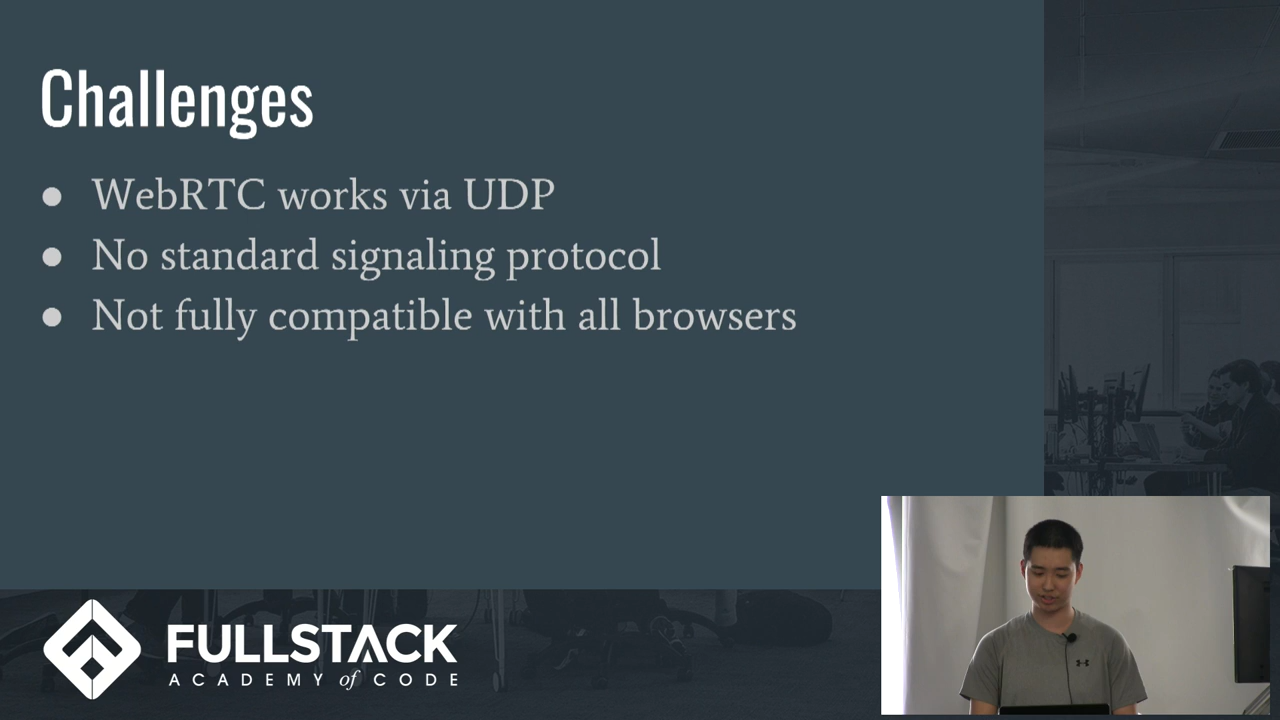 Challenges
● WebRTC works via UDP
● No standard signaling protocol
● Not fully compatible with all browsers
FULLSTACK
ACADEMY of CODE